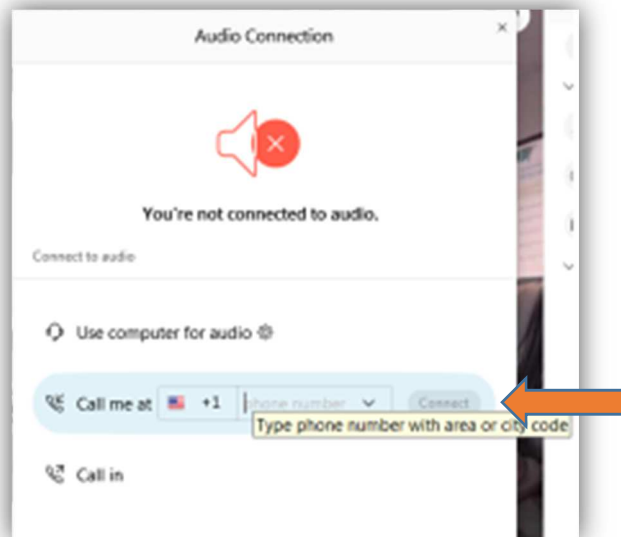 Audio Connection
You're not connected to audio.
Connect to audio
Use computer for audio
Call me at +1 phone number Connect
Type phone number with area or city code
Call in